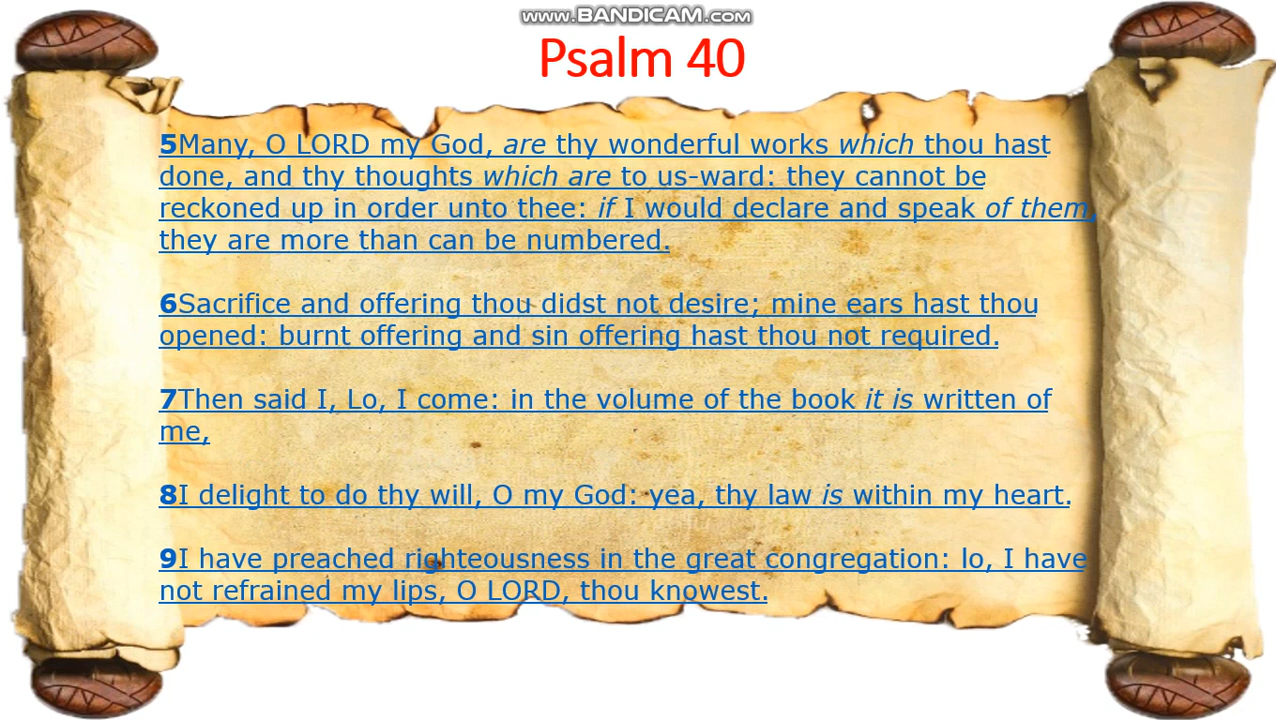 www.BANDICAM.com
Psalm 40
5Many, O LORD my God, are thy wonderful works which thou hast
done, and thy thoughts which are to us-ward: they cannot be
reckoned up in order unto thee: if I would declare and speak of them,
they are more than can be numbered.
6Sacrifice and offering thou didst not desire; mine ears hast thou
opened: burnt offering and sin offering hast thou not required.
7Then said I, Lo, I come: in the volume of the book it is written of
me,
8I delight to do thy will, O my God: yea, thy law is within my heart.
9I have preached righteousness in the great congregation: lo, I have
not refrained my lips, O LORD, thou knowest.